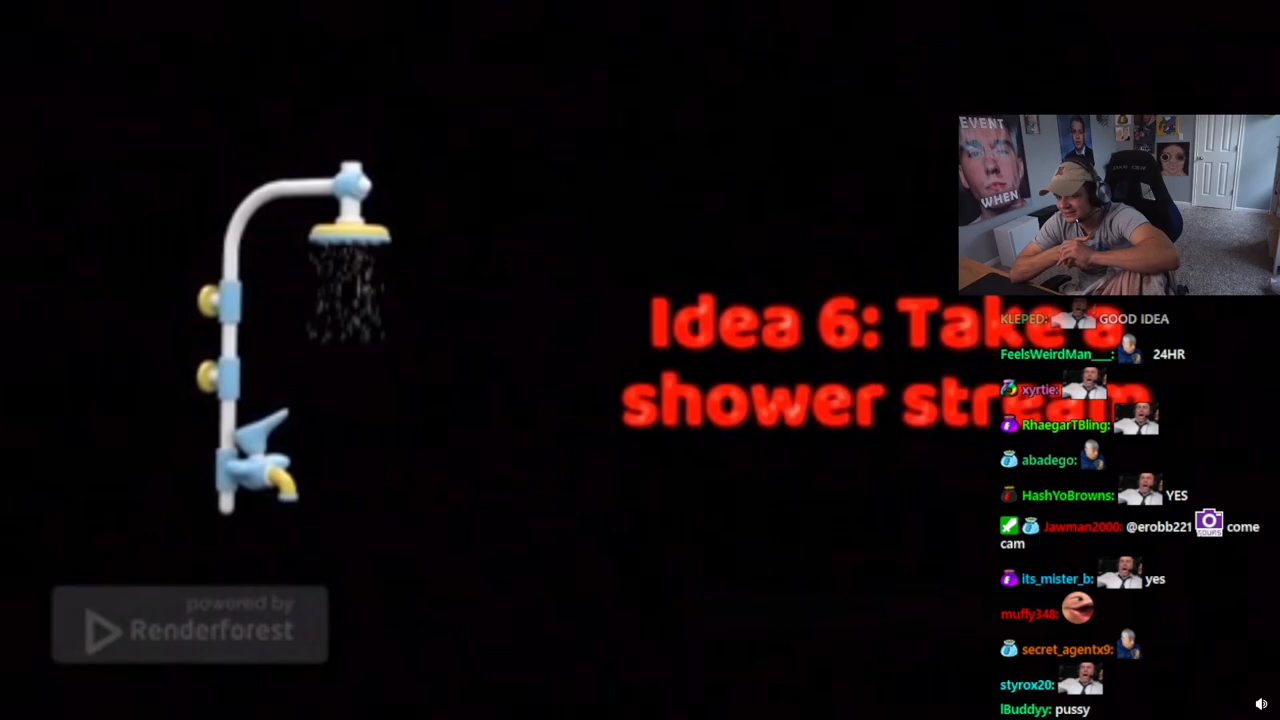 EVENT
WHEN
Idea 6: Take a
shower stream
powered by
Renderforest
KLEPED: GOOD IDEA
FeelsWeirdMan___: 24HR
xyrtie:
RhaegarTBling:
abadego:
HashYoBrowns: YES
Jawman2000: @erobb221 come
cam
its_mister_b: yes
muffy348:
secret_agentx9:
styrox20:
lBuddyy: pussy